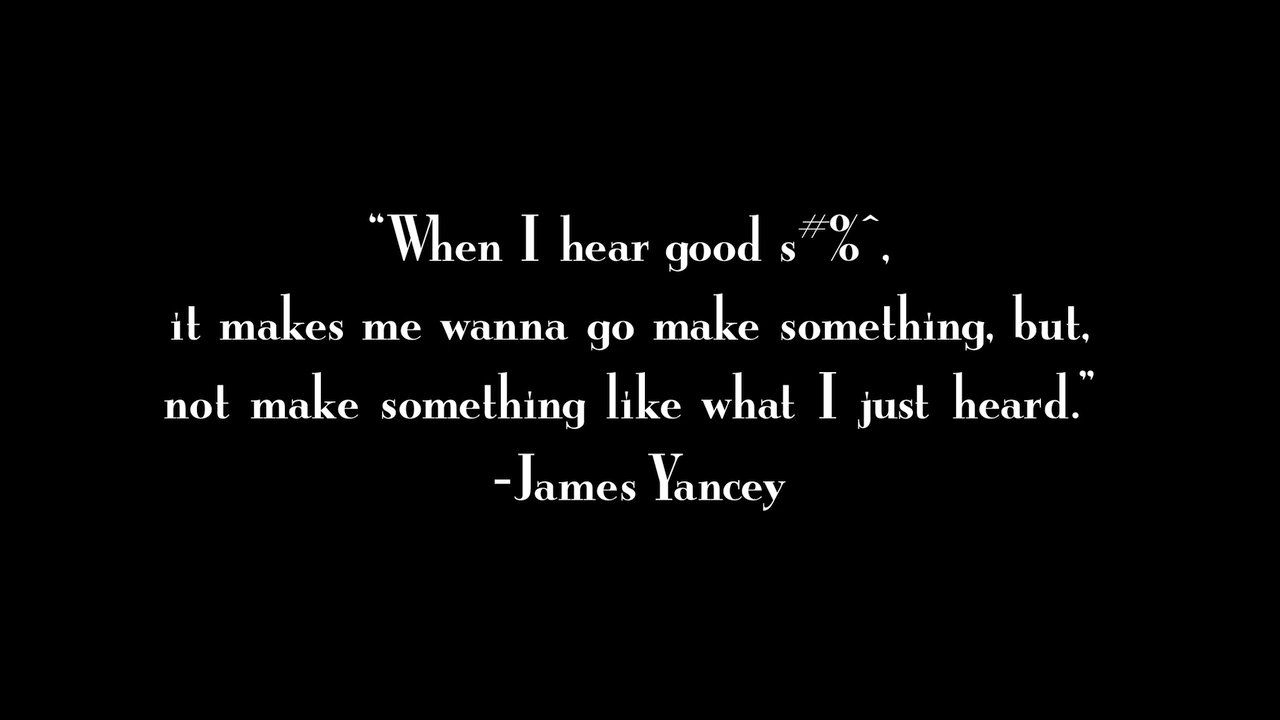 “When I hear good s#%^,
it makes me wanna go make something, but,
not make something like what I just heard.”
-James Yancey